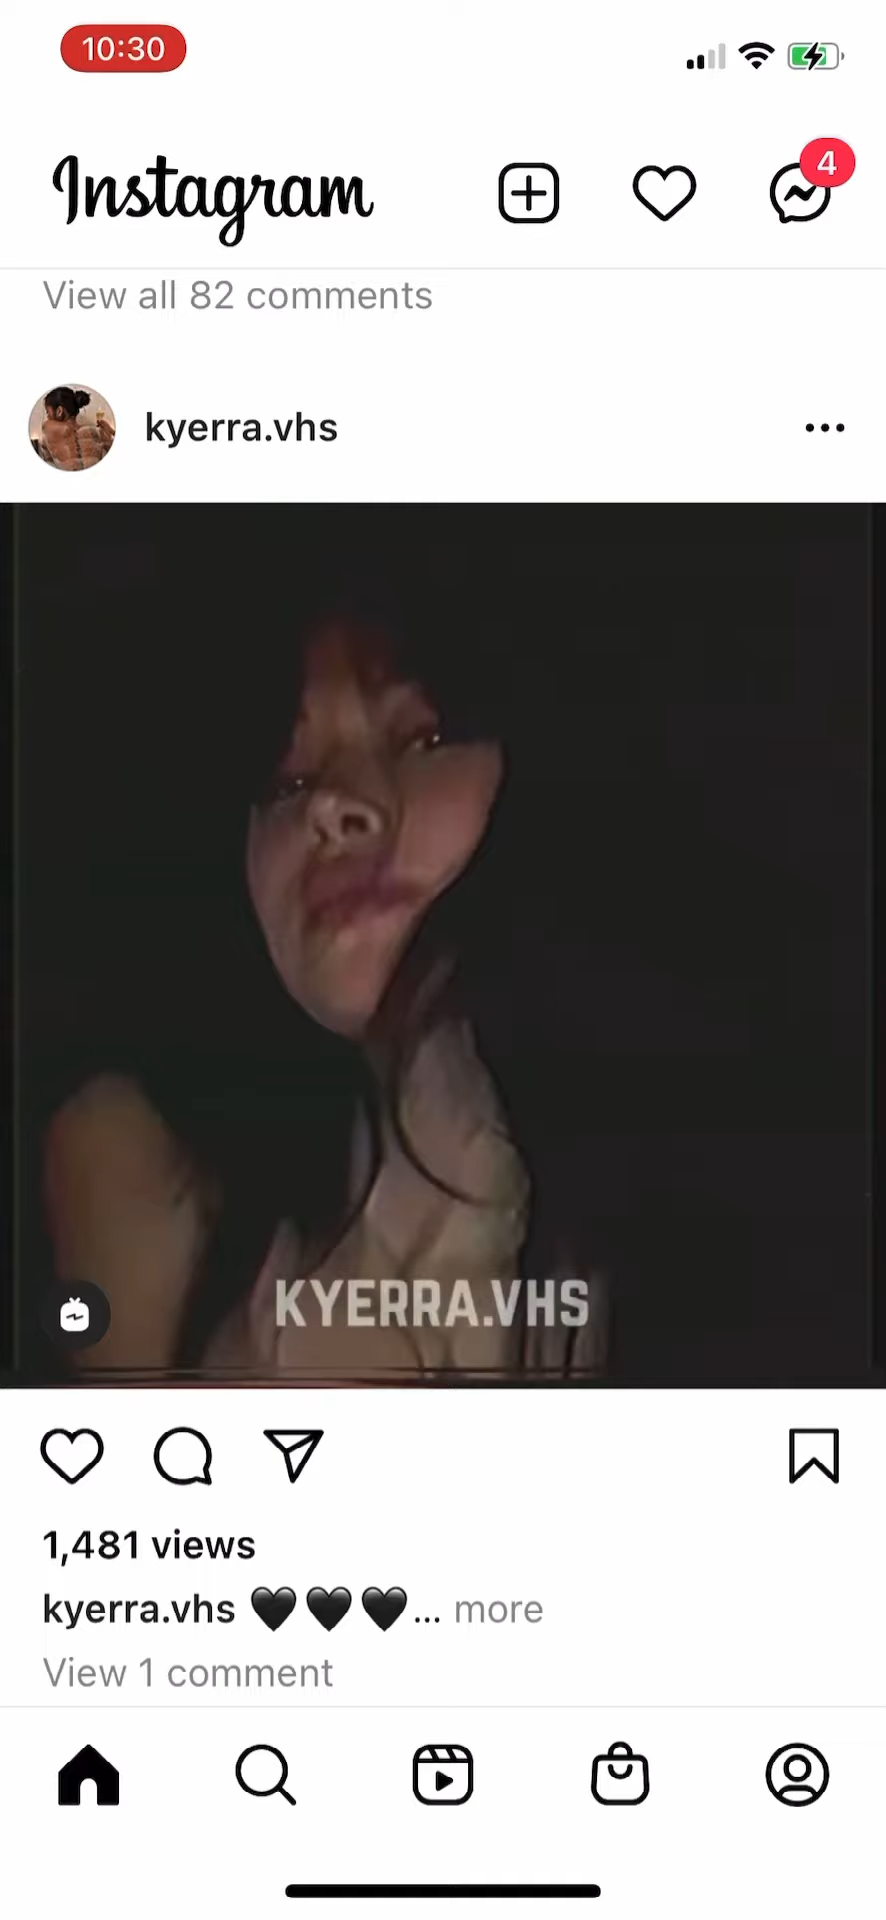 10:30
Instagram
4
View all 82 comments
kyerra.vhs
KYERRA.VHS
1,481 views
kyerra.vhs 🖤🖤🖤... more
View 1 comment